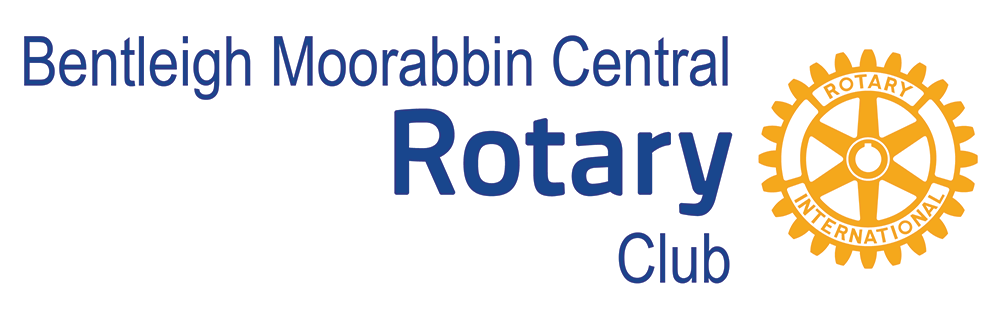 Bentleigh Moorabbin Central
Rotary
Club
ROTARY
INTERNATIONAL